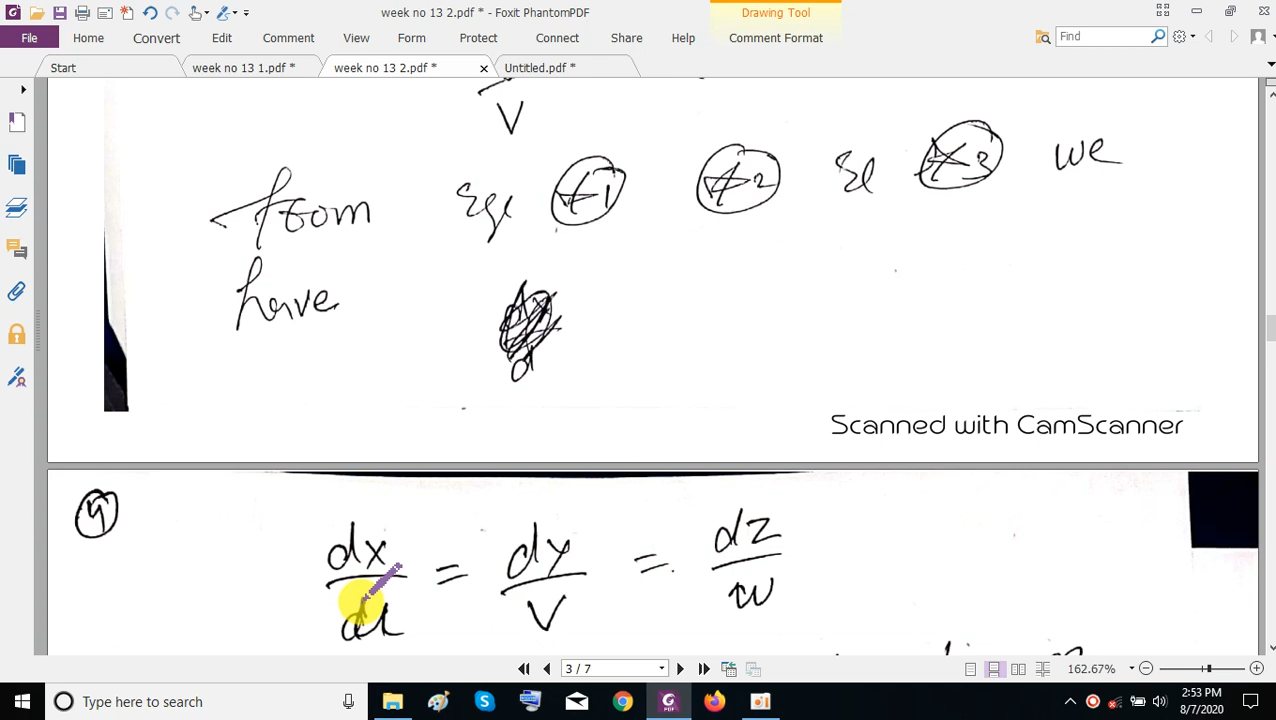 week no 13 2.pdf * - Foxit PhantomPDF
Drawing Tool
File Home Convert Edit Comment View Form Protect Connect Share Help Comment Format
Find
Start week no 13 1.pdf * week no 13 2.pdf * Untitled.pdf *
V
from eqs *1 *2 & *3 we
have
d
Scanned with CamScanner
9
dx/du = dy/v = dz/w
3 / 7
162.67%
Type here to search
2:53 PM
8/7/2020